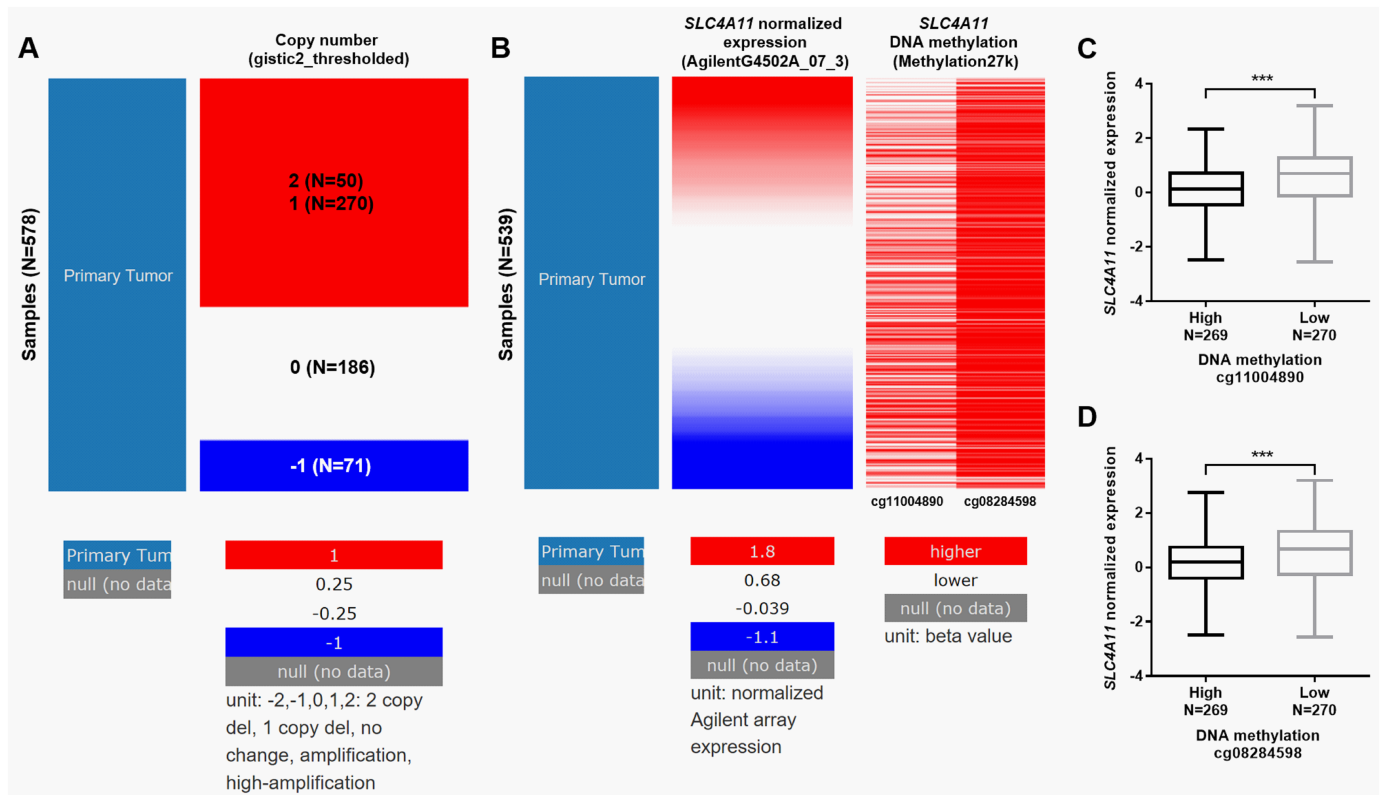 A
Copy number
(gistic2_thresholded)
Samples (N=578)
Primary Tumor
2 (N=50)
1 (N=270)
0 (N=186)
-1 (N=71)
Primary Tum
null (no data
1
0.25
-0.25
-1
null (no data)
unit: -2,-1,0,1,2: 2 copy
del, 1 copy del, no
change, amplification,
high-amplification
B
SLC4A11 normalized
expression
(AgilentG4502A_07_3)
SLC4A11
DNA methylation
(Methylation27k)
Samples (N=539)
Primary Tumor
cg11004890
cg08284598
Primary Tum
null (no data
1.8
0.68
-0.039
-1.1
null (no data)
unit: normalized
Agilent array
expression
higher
lower
null (no data)
unit: beta value
C
SLC4A11 normalized expression
***
4
2
0
-2
-4
High
N=269
Low
N=270
DNA methylation
cg11004890
D
SLC4A11 normalized expression
***
4
2
0
-2
-4
High
N=269
Low
N=270
DNA methylation
cg08284598